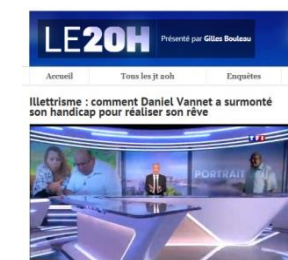 LE20H
Présenté par Gilles Bouleau
Accueil Tous les jt 20h Enquêtes
Illettrisme : comment Daniel Vannet a surmonté
son handicap pour réaliser son rêve
TF1
PORTRAIT